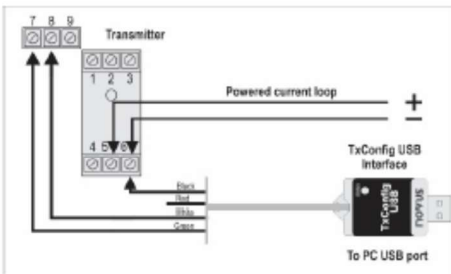 7 8 9
Transmitter
1 2 3
Powered current loop
+
−
4 5 6
TxConfig USB
Interface
Black
Red
White
Green
TxConfig
USB
novus
To PC USB port